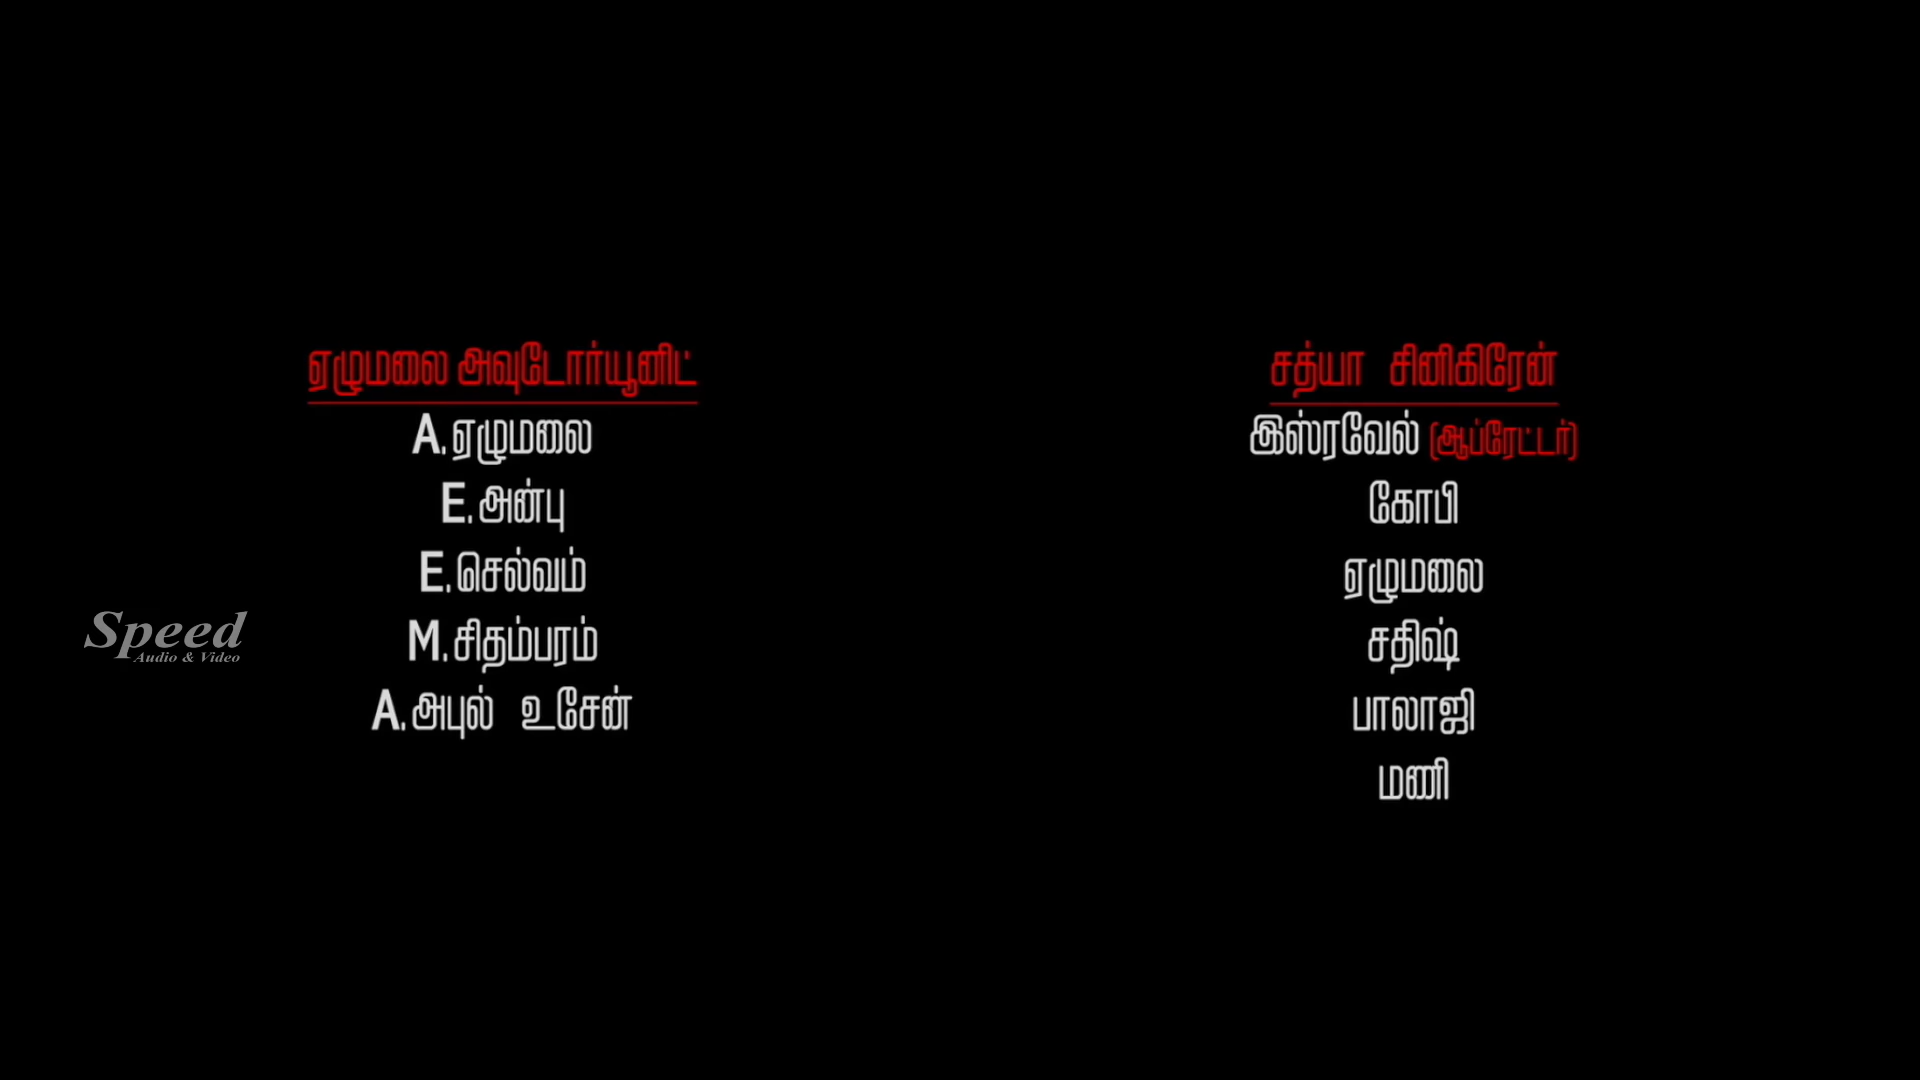 ஏழுமலை அவுடோர்யூனிட்
A.ஏழுமலை
E.அன்பு
E.செல்வம்
M.சிதம்பரம்
A.அபுல் உசேன்
சத்யா சினிகிரேன்
இஸ்ரவேல் (ஆப்ரேட்டர்)
கோபி
ஏழுமலை
சதிஷ்
பாலாஜி
மணி
Speed
Audio & Video